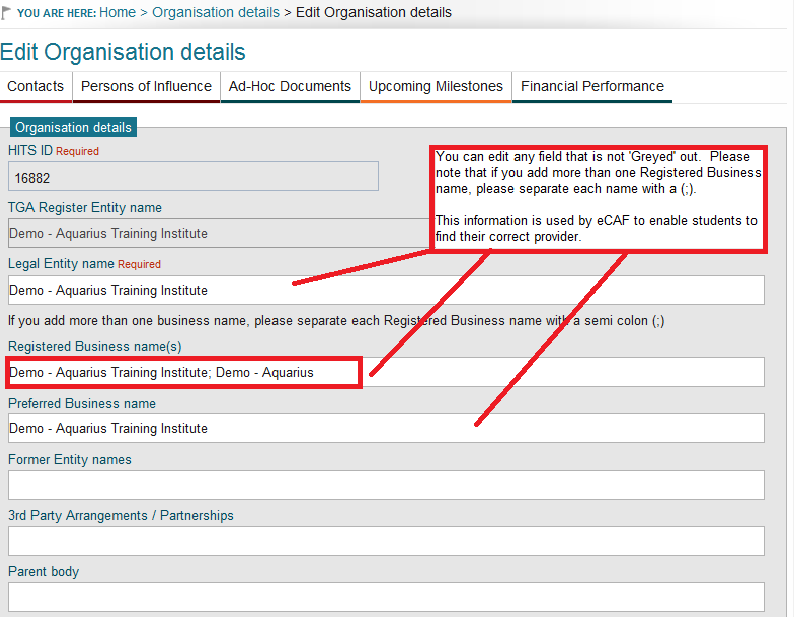 YOU ARE HERE: Home > Organisation details > Edit Organisation details
Edit Organisation details
Contacts Persons of Influence Ad-Hoc Documents Upcoming Milestones Financial Performance
Organisation details
HITS ID Required
16882
You can edit any field that is not 'Greyed' out. Please
note that if you add more than one Registered Business
name, please separate each name with a (;).
This information is used by eCAF to enable students to
find their correct provider.
TGA Register Entity name
Demo - Aquarius Training Institute
Legal Entity name Required
Demo - Aquarius Training Institute
If you add more than one business name, please separate each Registered Business name with a semi colon (;)
Registered Business name(s)
Demo - Aquarius Training Institute; Demo - Aquarius
Preferred Business name
Demo - Aquarius Training Institute
Former Entity names
3rd Party Arrangements / Partnerships
Parent body